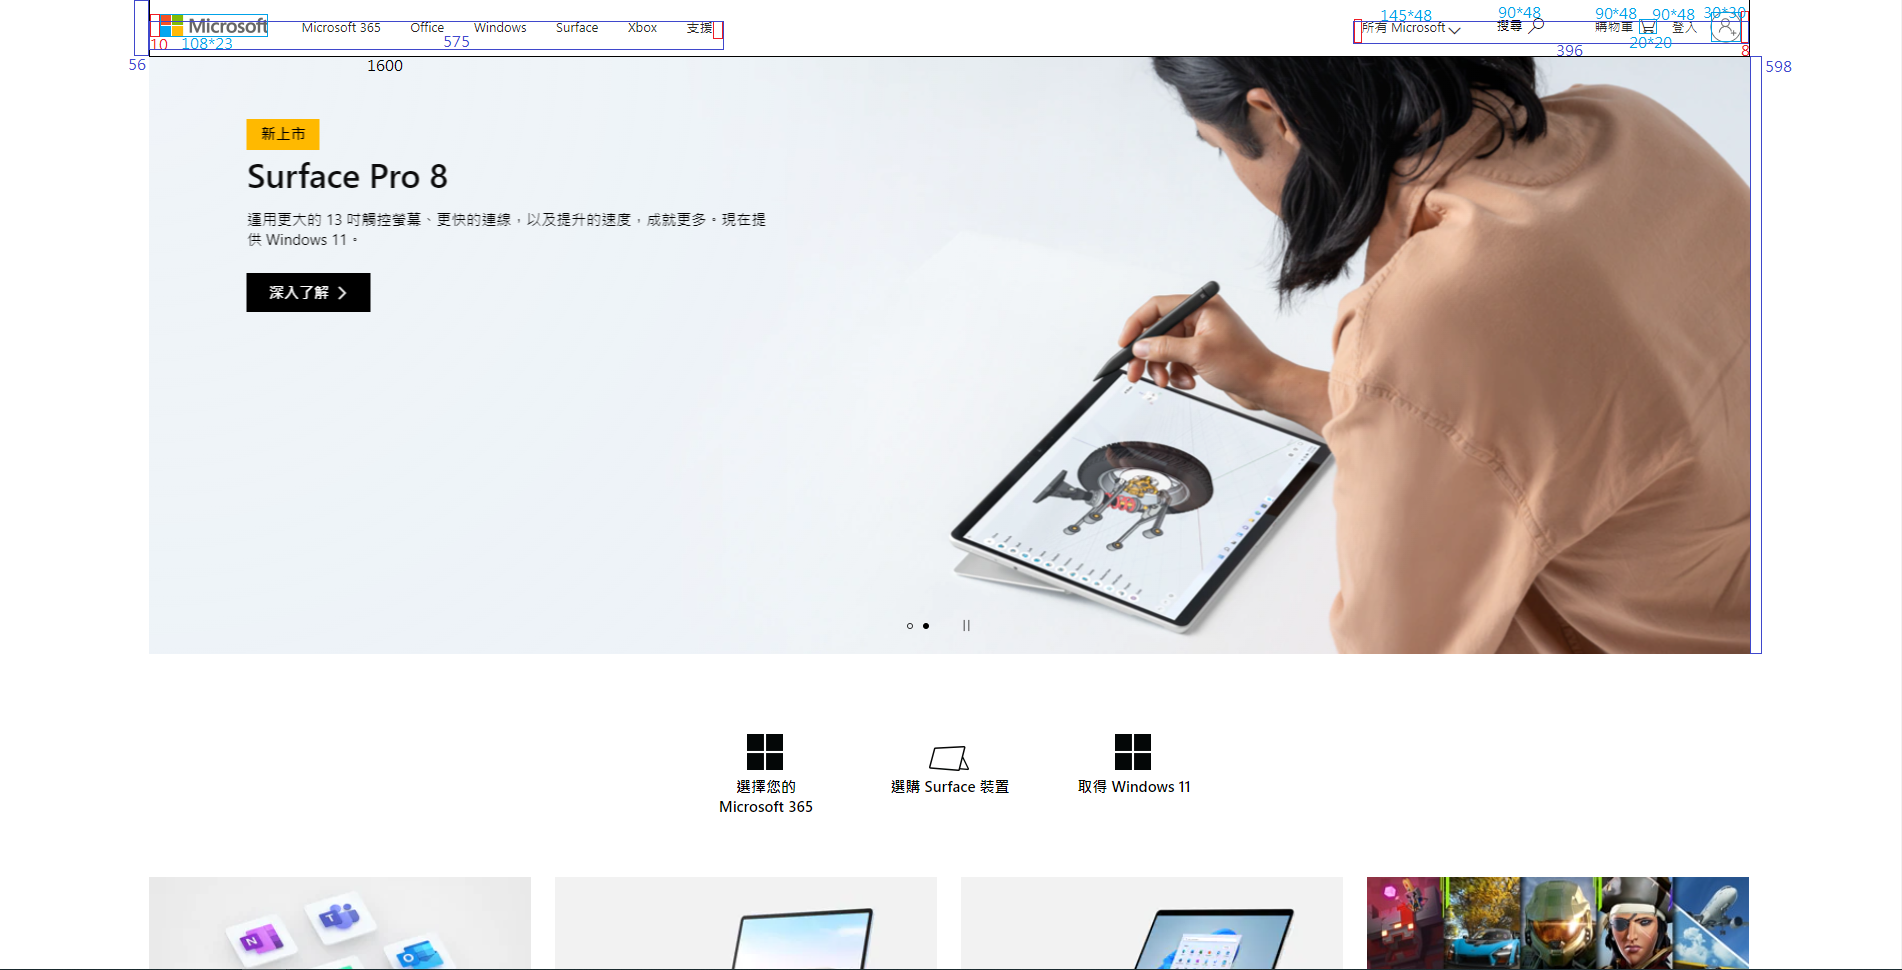 Microsoft
Microsoft 365
Office
Windows
Surface
Xbox
支援
所有 Microsoft
搜尋
購物車
登入
10
108*23
575
145*48
90*48
90*48
90*48
30*30
20*20
396
8
56
1600
598
新上市
Surface Pro 8
運用更大的 13 吋觸控螢幕、更快的連線，以及提升的速度，成就更多。現在提
供 Windows 11。
深入了解
選擇您的
Microsoft 365
選購 Surface 裝置
取得 Windows 11
T
N
O